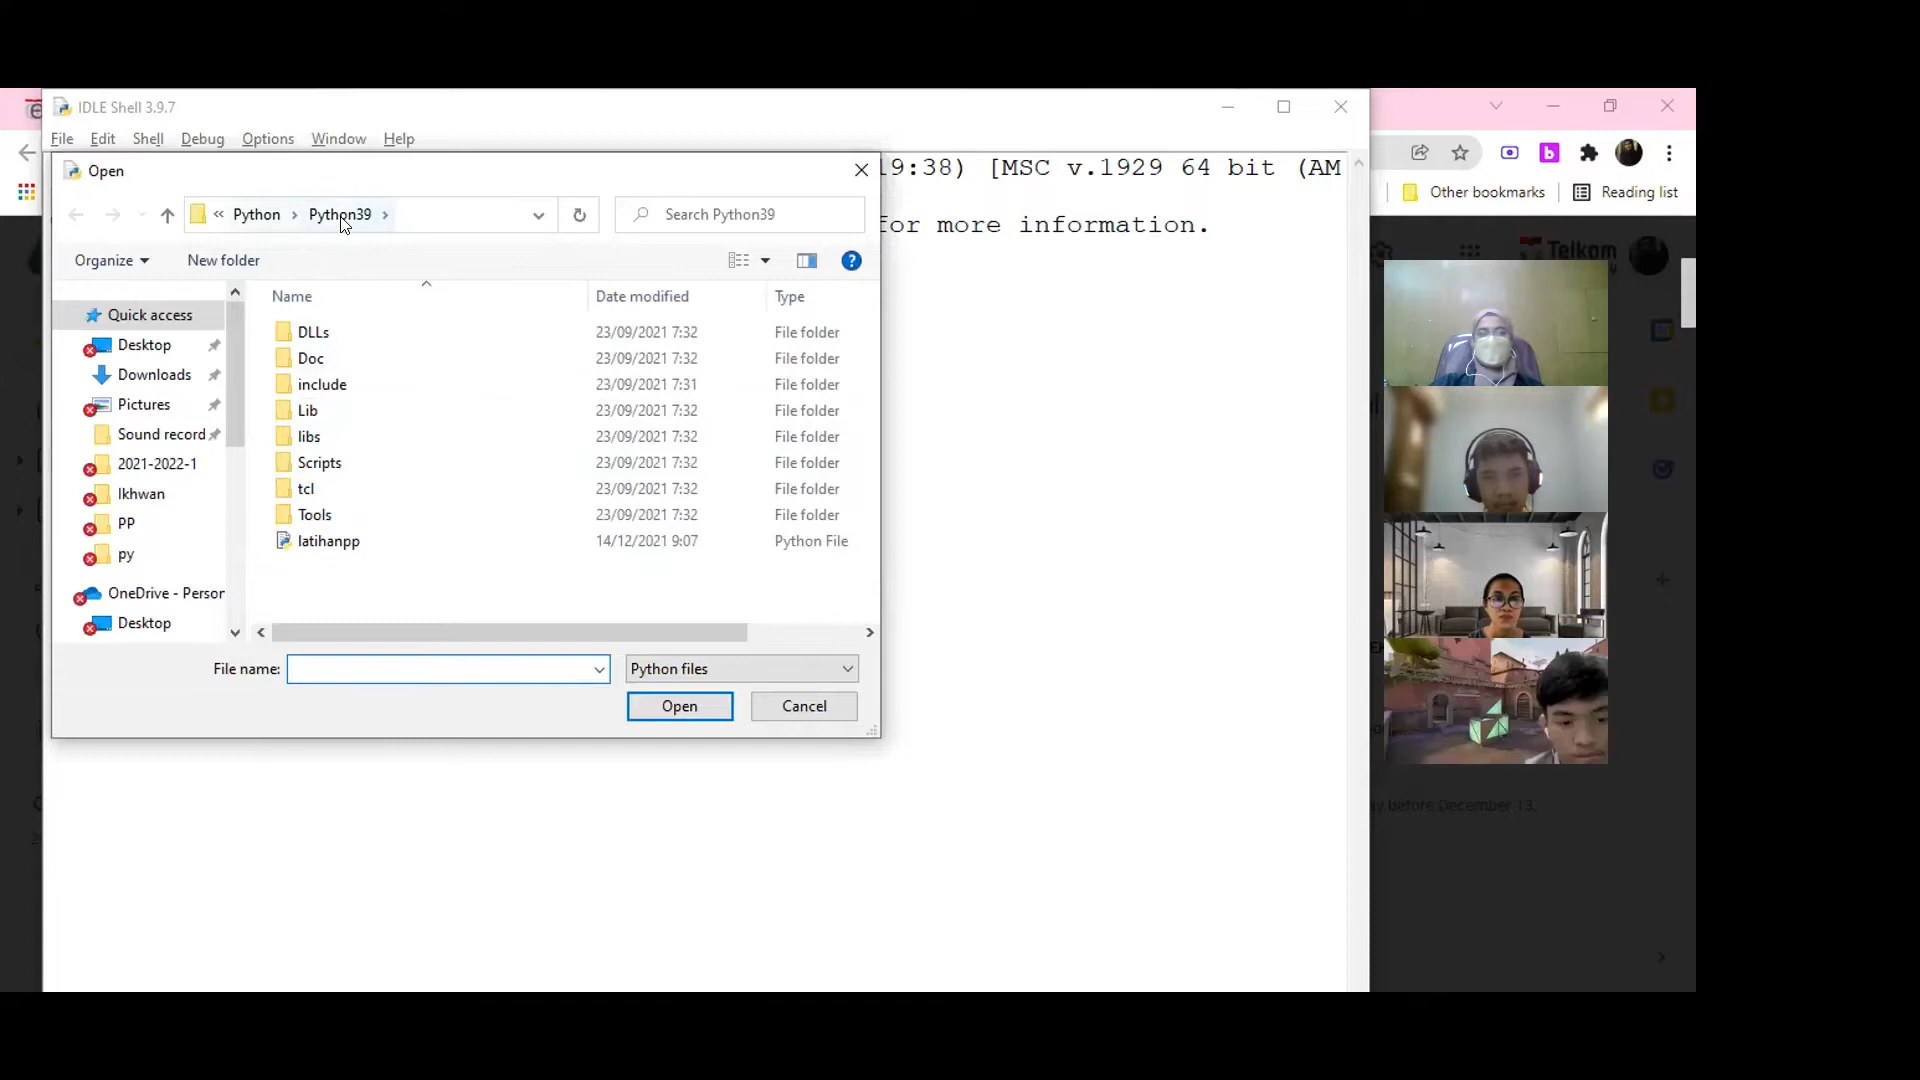 IDLE Shell 3.9.7
File Edit Shell Debug Options Window Help
19:38) [MSC v.1929 64 bit (AM
for more information.
Open
« Python › Python39 ›
Search Python39
Organize
New folder
Name Date modified Type
DLLs 23/09/2021 7:32 File folder
Doc 23/09/2021 7:32 File folder
include 23/09/2021 7:31 File folder
Lib 23/09/2021 7:32 File folder
libs 23/09/2021 7:32 File folder
Scripts 23/09/2021 7:32 File folder
tcl 23/09/2021 7:32 File folder
Tools 23/09/2021 7:32 File folder
latihanpp 14/12/2021 9:07 Python File
Quick access
Desktop
Downloads
Pictures
Sound record
2021-2022-1
Ikhwan
PP
py
OneDrive - Person
Desktop
File name:
Python files
Open Cancel
Other bookmarks
Reading list
Telkom
y before December 13,